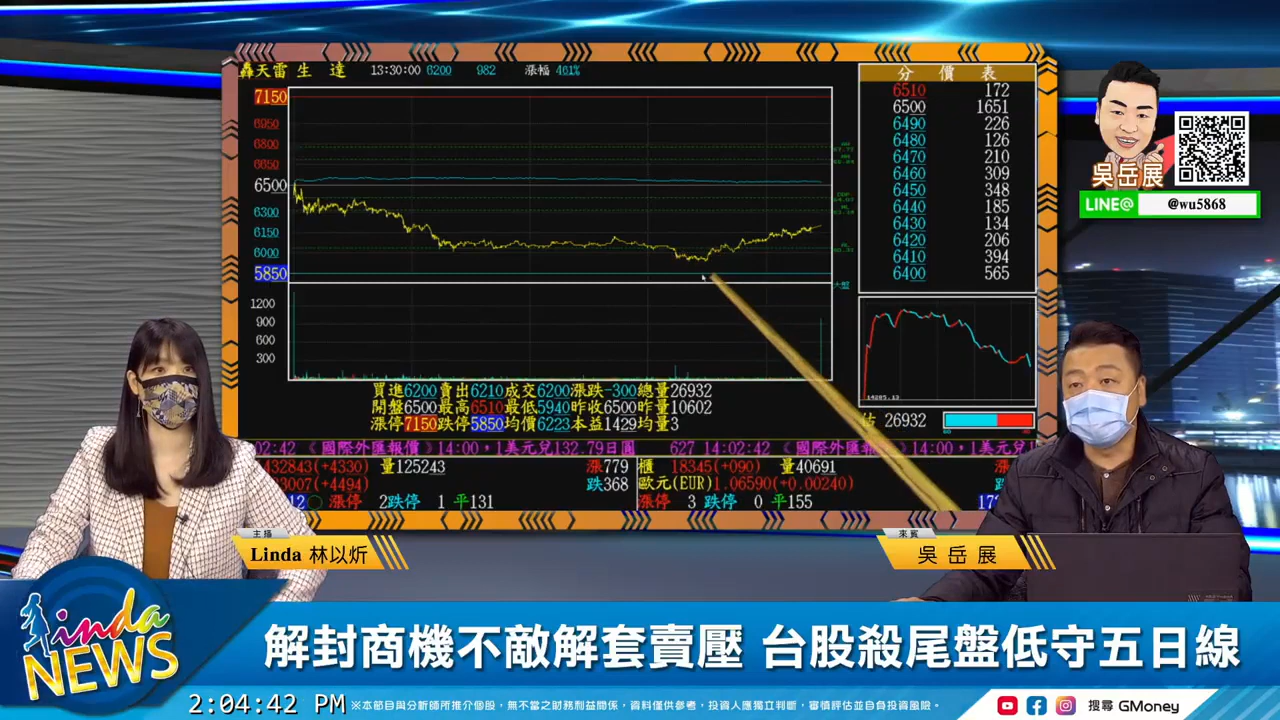 轟天雷 生 達 13:30:00 6200 982 漲幅 461%
7150
6950
6800
6650
6500
6300
6150
6000
5850
1200
900
600
300
分 價 表
6510 172
6500 1651
6490 226
6480 126
6470 210
6460 309
6450 348
6440 185
6430 134
6420 206
6410 394
6400 565
14285.13
估 26932
買進6200賣出6210成交6200漲跌-300總量26932
開盤6500最高6510最低5940昨收6500昨量10602
漲停7150跌停5850均價6223本益1429均量3
02:42 《國際外匯報價》14:00，1美元兌132.79日圓 627 14:02:42 《國際外匯報價》14:00，1美元兌
432843(+4330) 量125243 漲779 櫃 18345(+090) 量40691
3007(+4494) 跌368 歐元(EUR)1.06590(+0.00240)
漲停 2跌停 1 平131 漲停 3 跌停 0 平155
吳岳展
LINE@ @wu5868
主播
Linda 林以炘
來賓
吳岳展
Linda
NEWS
解封商機不敵解套賣壓 台股殺尾盤低守五日線
2:04:42 PM ※本節目與分析師所推介個股，無不當之財務利益關係，資料僅供參考，投資人應獨立判斷，審慎評估並自負投資風險。
搜尋 GMoney